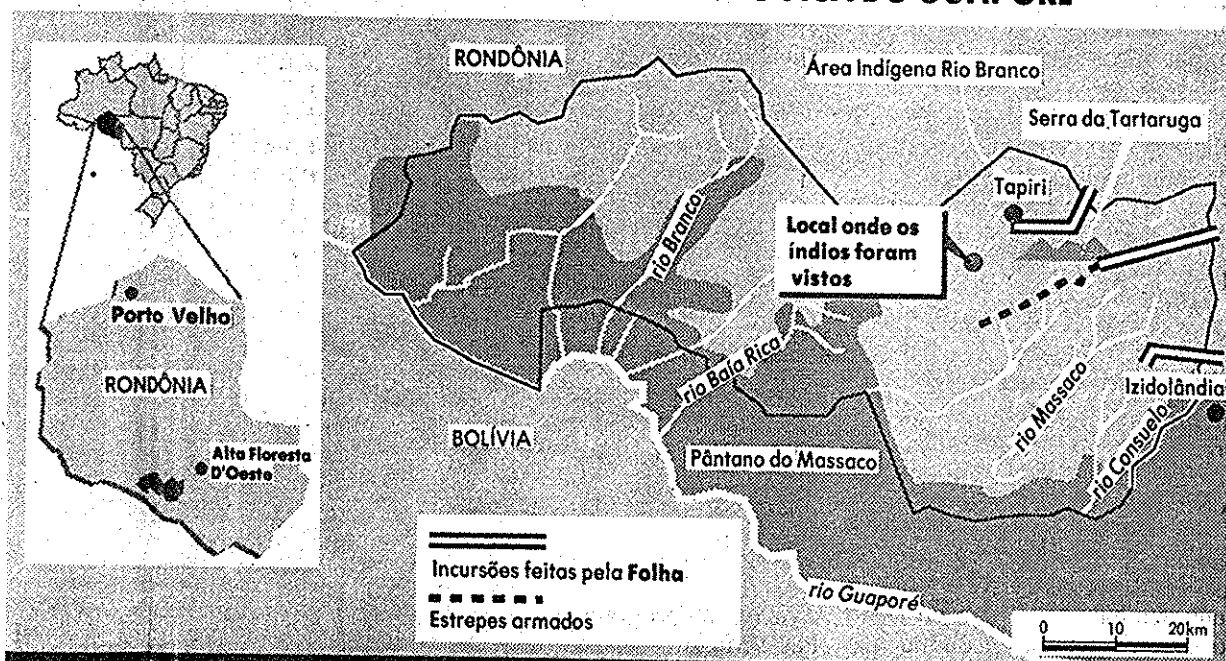 RONDÔNIA
Área Indígena Rio Branco
Serra da Tartaruga
Tapiri
Local onde os
índios foram
vistos
rio Branco
Porto Velho
RONDÔNIA
rio Baía Rica
rio Massaco
Izidolândia
rio Consuelo
BOLÍVIA
Pântano do Massaco
Alta Floresta
D'Oeste
Incursões feitas pela Folha
Estrepes armados
rio Guaporé
0 10 20km